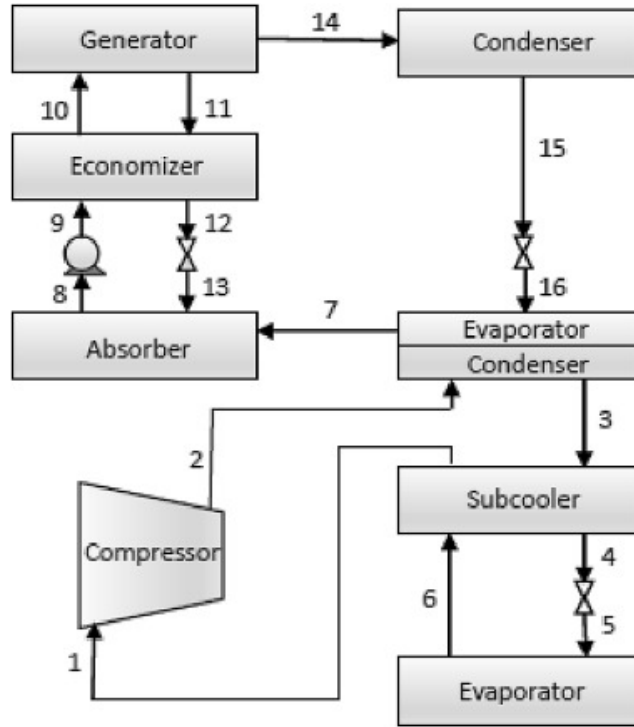 Generator
14
Condenser
10
11
15
Economizer
9
12
16
8
13
7
Absorber
Evaporator
Condenser
2
3
Subcooler
Compressor
4
6
5
1
Evaporator